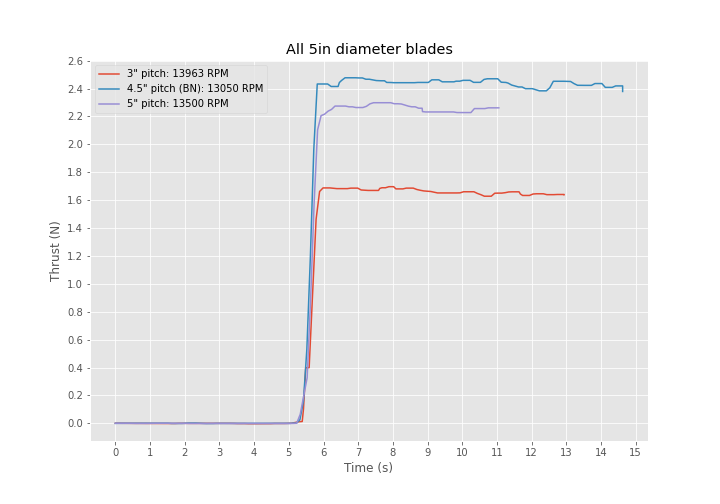 All 5in diameter blades
3" pitch: 13963 RPM
4.5" pitch (BN): 13050 RPM
5" pitch: 13500 RPM
Thrust (N)
2.6
2.4
2.2
2.0
1.8
1.6
1.4
1.2
1.0
0.8
0.6
0.4
0.2
0.0
0 1 2 3 4 5 6 7 8 9 10 11 12 13 14 15
Time (s)